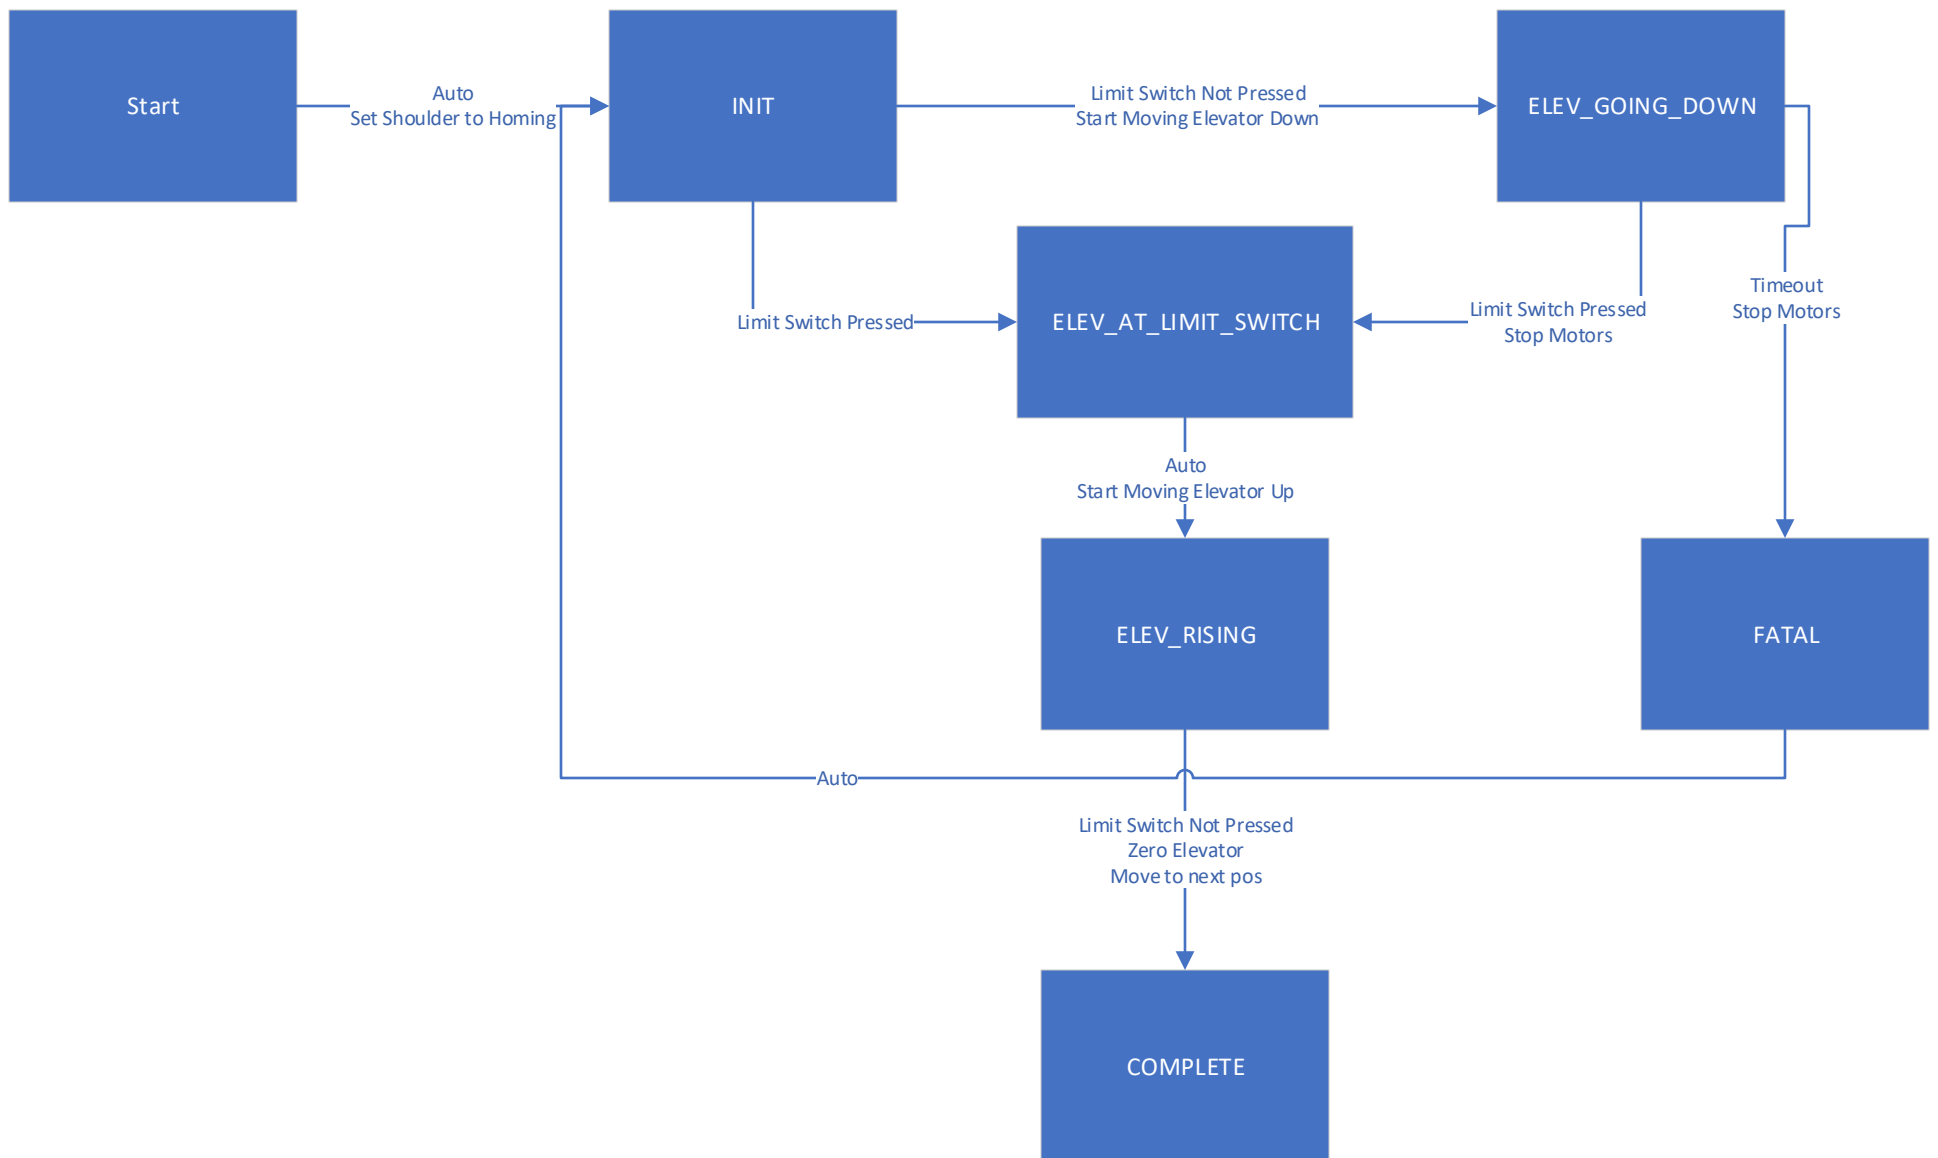 Start
Auto
Set Shoulder to Homing
INIT
Limit Switch Not Pressed
Start Moving Elevator Down
ELEV_GOING_DOWN
Limit Switch Pressed
ELEV_AT_LIMIT_SWITCH
Limit Switch Pressed
Stop Motors
Timeout
Stop Motors
Auto
Start Moving Elevator Up
ELEV_RISING
FATAL
Auto
Limit Switch Not Pressed
Zero Elevator
Move to next pos
COMPLETE